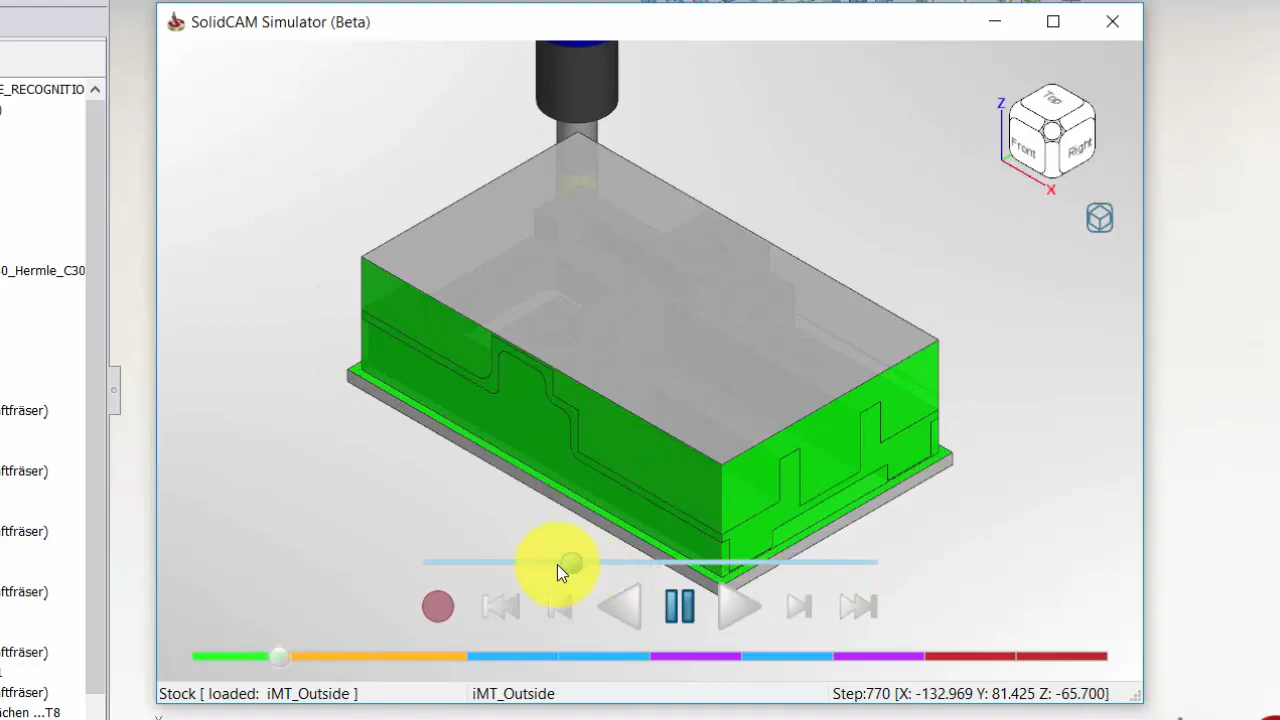 SolidCAM Simulator (Beta)
E_RECOGNITIO
)
Top
Z
Front
Right
X
0_Hermle_C30
ftfräser)
ftfräser)
ftfräser)
ftfräser)
ftfräser)
1
ftfräser)
ichen ...T8
Stock [ loaded: iMT_Outside ]
iMT_Outside
Step:770 [X: -132.969 Y: 81.425 Z: -65.700]